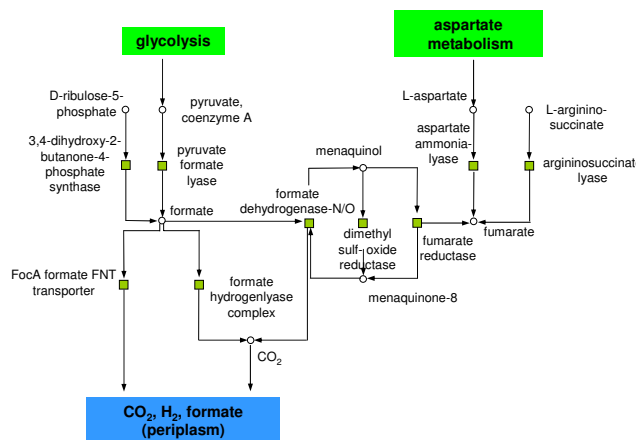 glycolysis
aspartate
metabolism
D-ribulose-5-
phosphate
pyruvate,
coenzyme A
L-aspartate
L-arginino-
succinate
3,4-dihydroxy-2-
butanone-4-
phosphate
synthase
pyruvate
formate
lyase
menaquinol
aspartate
ammonia-
lyase
argininosuccinate
lyase
formate
formate
dehydrogenase-N/O
dimethyl
sulf-oxide
reductase
fumarate
reductase
fumarate
FocA formate FNT
transporter
formate
hydrogenlyase
complex
menaquinone-8
CO₂
CO₂, H₂, formate
(periplasm)